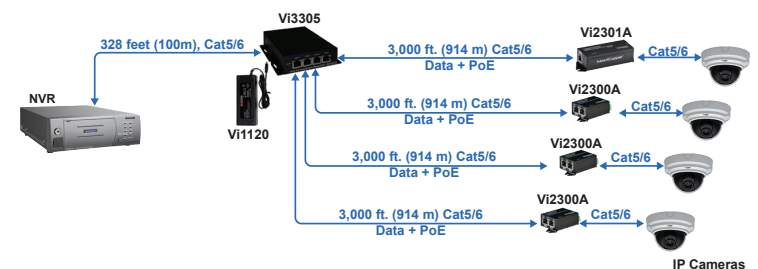 Vi3305
328 feet (100m), Cat5/6
3,000 ft. (914 m) Cat5/6
Data + PoE
Vi2301A
Cat5/6
NVR
Vi1120
3,000 ft. (914 m) Cat5/6
Data + PoE
Vi2300A
Cat5/6
3,000 ft. (914 m) Cat5/6
Data + PoE
Vi2300A
Cat5/6
3,000 ft. (914 m) Cat5/6
Data + PoE
Vi2300A
Cat5/6
IP Cameras